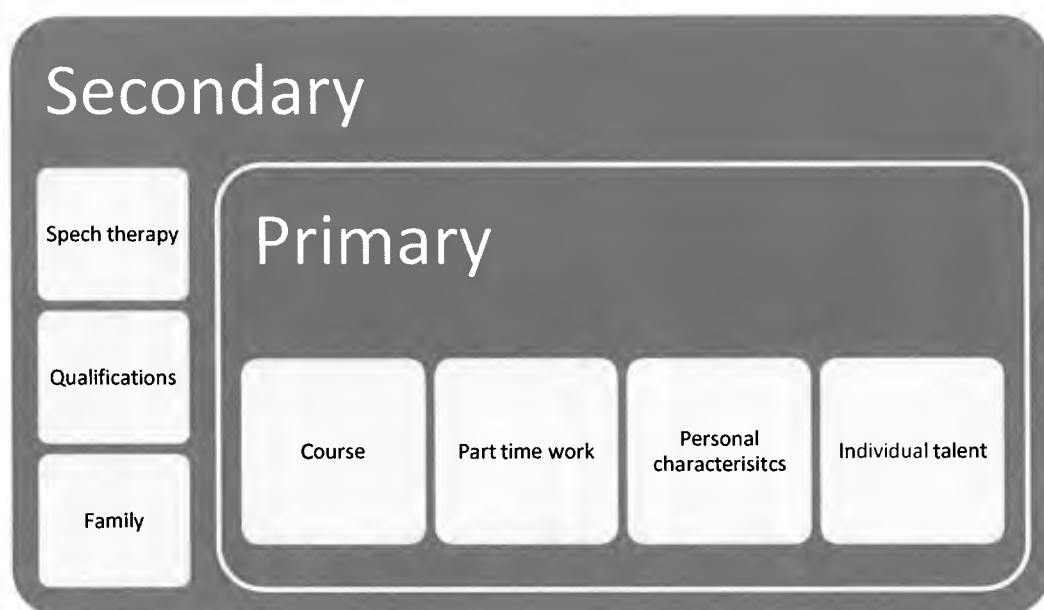 Secondary
Spech therapy
Qualifications
Family
Primary
Course
Part time work
Personal
characterisitcs
Individual talent